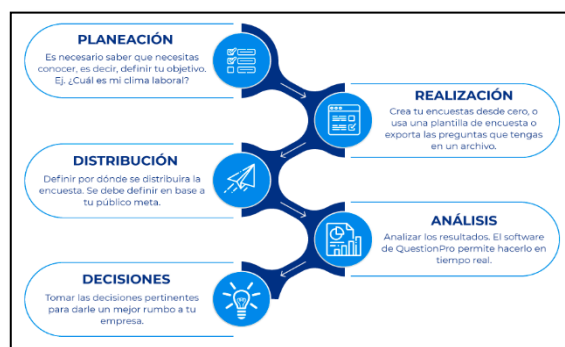 PLANEACIÓN
Es necesario saber que necesitas
conocer, es decir, definir tu objetivo.
Ej. ¿Cuál es mi clima laboral?
REALIZACIÓN
Crea tu encuestas desde cero, o
usa una plantilla de encuesta o
exporta las preguntas que tengas
en un archivo.
DISTRIBUCIÓN
Definir por dónde se distribuira la
encuesta. Se debe definir en base a
tu público meta.
ANÁLISIS
Analizar los resultados. El software
de QuestionPro permite hacerlo en
tiempo real.
DECISIONES
Tomar las decisiones pertinentes
para darle un mejor rumbo a tu
empresa.